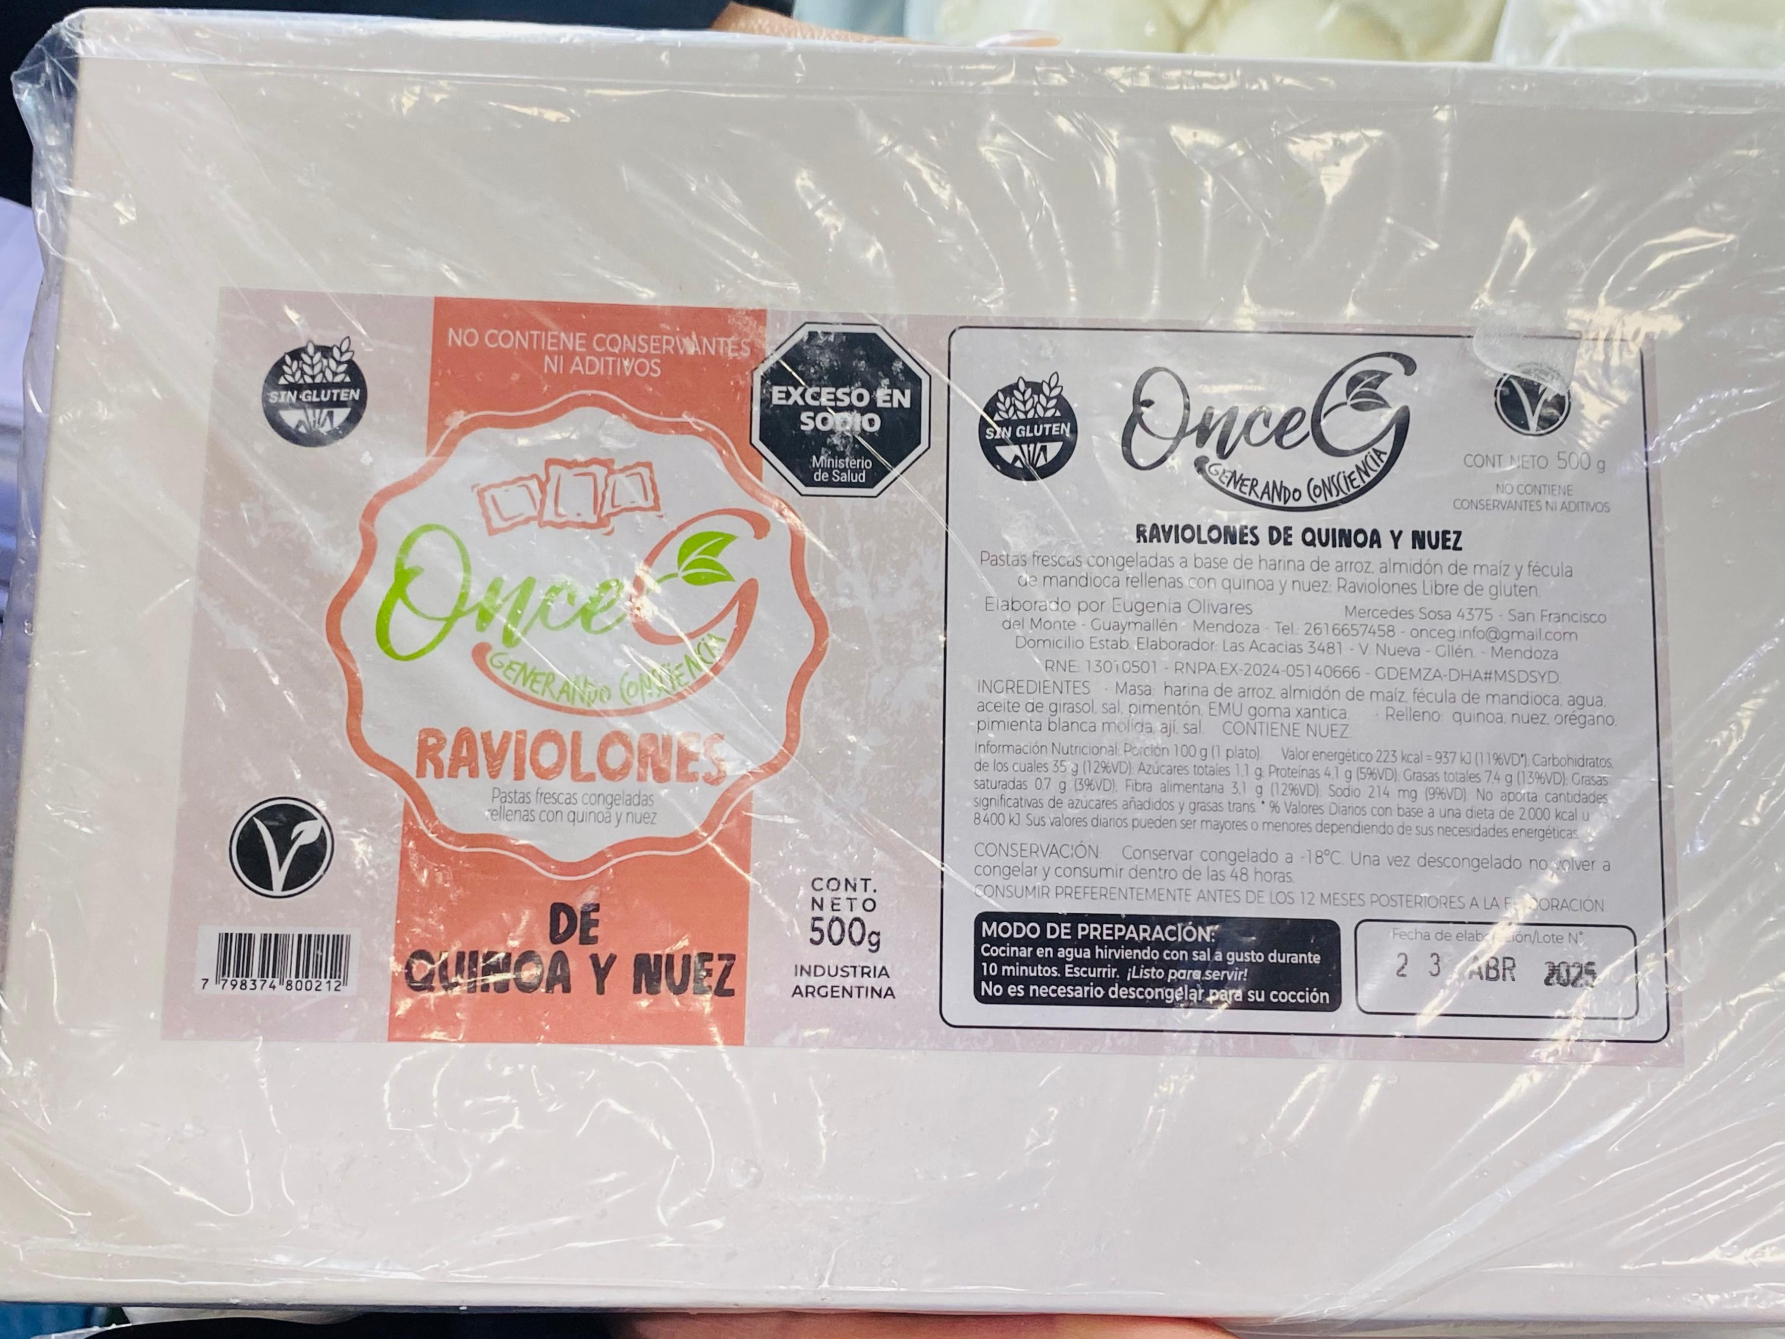 NO CONTIENE CONSERVANTES
NI ADITIVOS
SIN GLUTEN
EXCESO EN
SODIO
Ministerio
de Salud
OnceG
GENERANDO CONSCIENCIA
RAVIOLONES
Pastas frescas congeladas
rellenas con quinoa y nuez
DE
QUINOA Y NUEZ
CONT.
NETO
500g
INDUSTRIA
ARGENTINA
7 798374 800212
SIN GLUTEN
OnceG
GENERANDO CONSCIENCIA
CONT. NETO 500 g
NO CONTIENE
CONSERVANTES NI ADITIVOS
RAVIOLONES DE QUINOA Y NUEZ
Pastas frescas congeladas a base de harina de arroz, almidón de maíz y fécula
de mandioca rellenas con quinoa y nuez. Raviolones Libre de gluten.
Elaborado por Eugenia Olivares Mercedes Sosa 4375 - San Francisco
del Monte - Guaymallén - Mendoza - Tel.: 2616657458 - onceg.info@gmail.com
Domicilio Estab. Elaborador: Las Acacias 3481 - V. Nueva - Gllén. - Mendoza
RNE: 13010501 - RNPA:EX-2024-05140666 - GDEMZA-DHA#MSDSYD
INGREDIENTES - Masa: harina de arroz, almidón de maíz, fécula de mandioca, agua,
aceite de girasol, sal, pimentón, EMU goma xantica. - Relleno: quinoa, nuez, orégano,
pimienta blanca molida, ají, sal. CONTIENE NUEZ.
Información Nutricional: Porción 100 g (1 plato). Valor energético 223 kcal = 937 kJ (11%VD*), Carbohidratos,
de los cuales 35 g (12%VD); Azúcares totales 1,1 g; Proteínas 4,1 g (5%VD); Grasas totales 7,4 g (13%VD); Grasas
saturadas 0,7 g (3%VD); Fibra alimentaria 3,1 g (12%VD); Sodio 214 mg (9%VD). No aporta cantidades
significativas de azúcares añadidos y grasas trans. * % Valores Diarios con base a una dieta de 2.000 kcal u
8400 kJ. Sus valores diarios pueden ser mayores o menores dependiendo de sus necesidades energéticas.
CONSERVACIÓN: Conservar congelado a -18°C. Una vez descongelado no volver a
congelar y consumir dentro de las 48 horas.
CONSUMIR PREFERENTEMENTE ANTES DE LOS 12 MESES POSTERIORES A LA
MODO DE PREPARACIÓN:
Cocinar en agua hirviendo con sal a gusto durante
10 minutos. Escurrir. ¡Listo para servir!
No es necesario descongelar para su cocción
Fecha de elaboración/Lote N°
23 ABR 2025